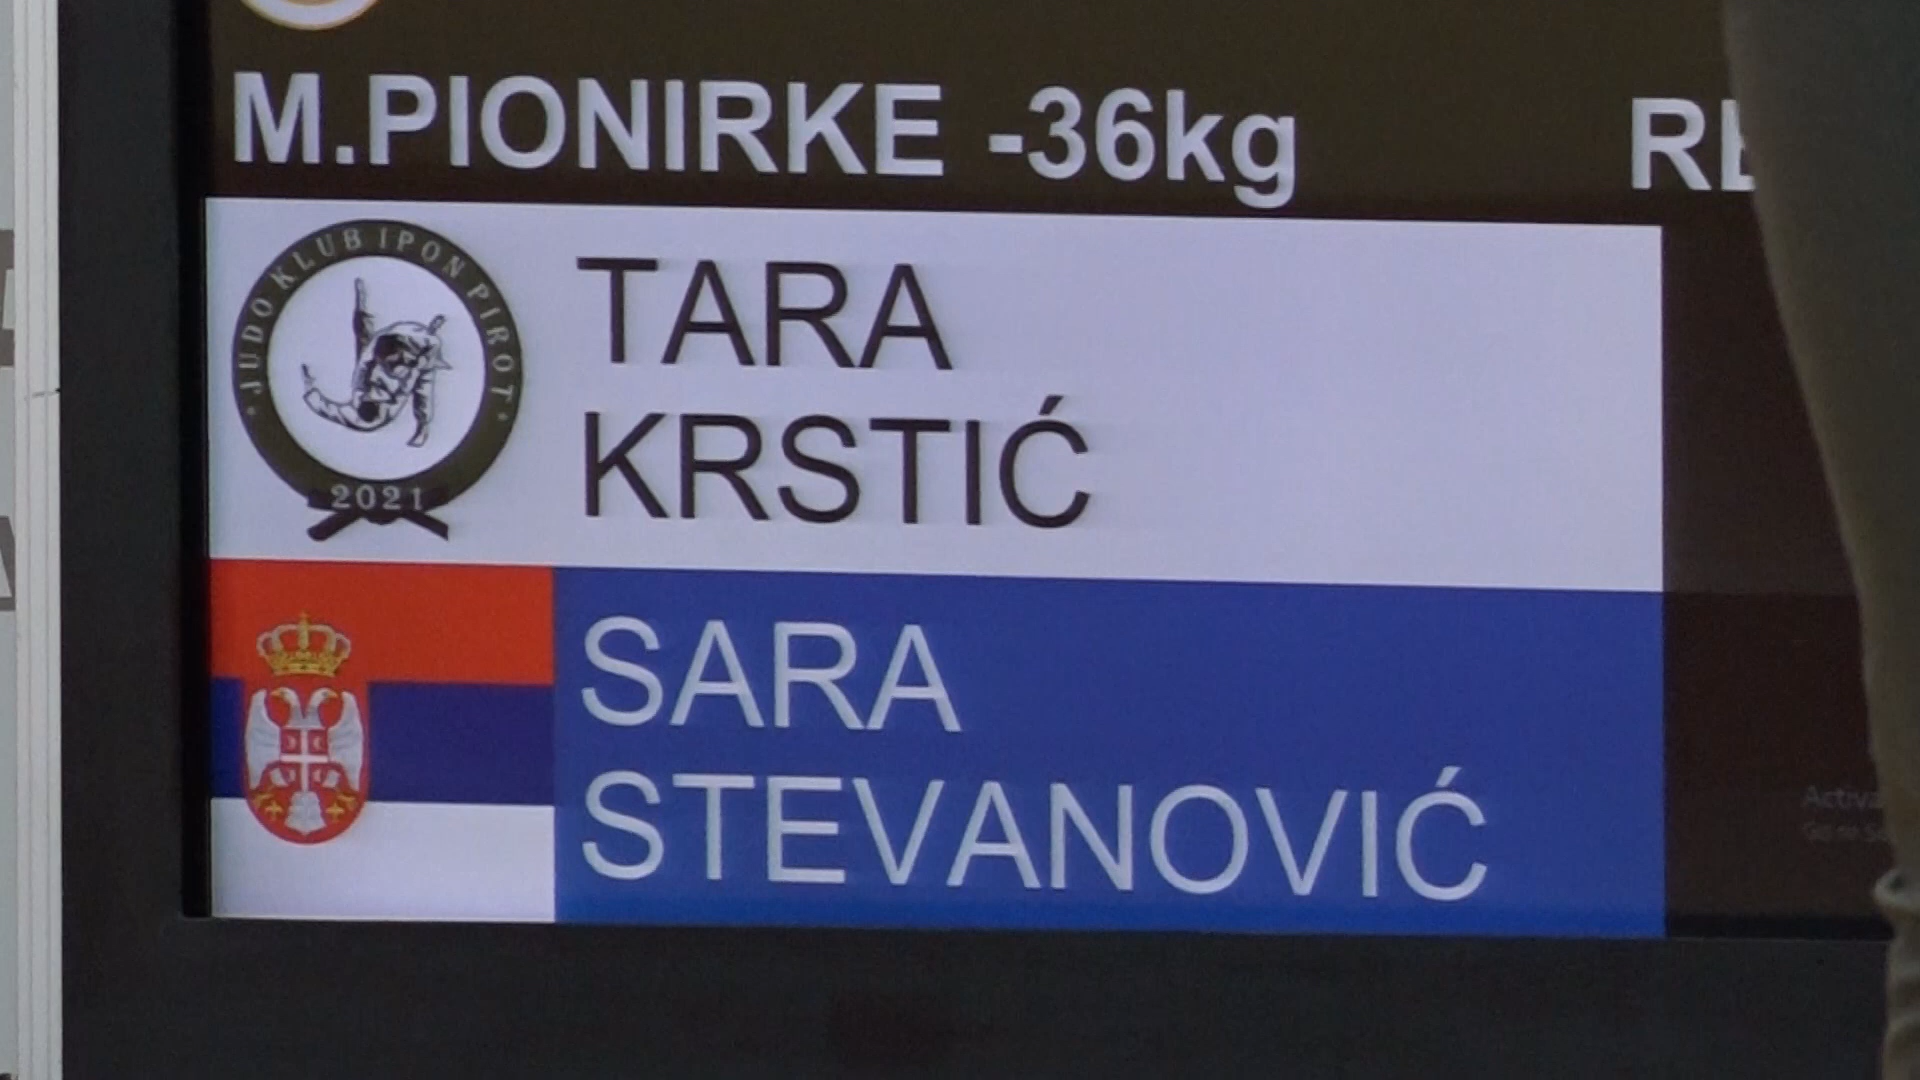 M.PIONIRKE -36kg
JUDO KLUB IPON PIROT
2021
TARA
KRSTIĆ
SARA
STEVANOVIĆ